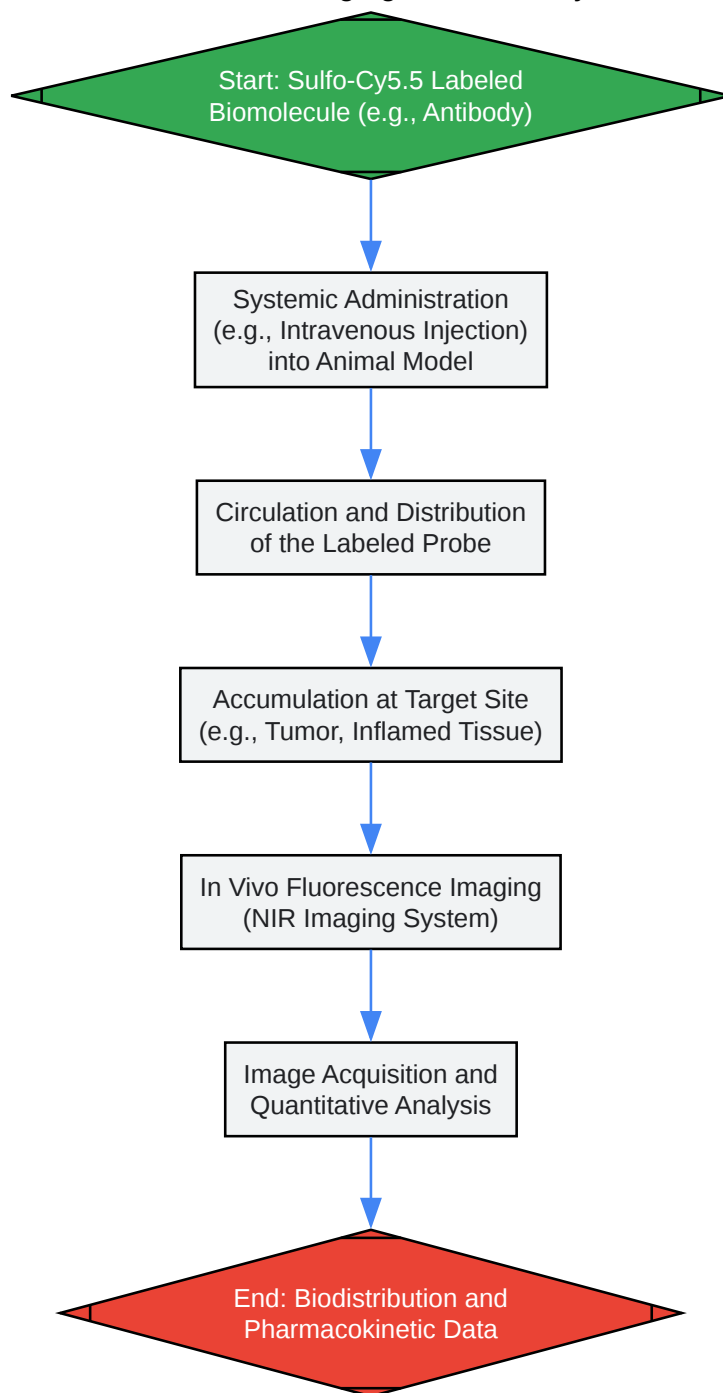 Start: Sulfo-Cy5.5 Labeled
Biomolecule (e.g., Antibody)
Systemic Administration
(e.g., Intravenous Injection)
into Animal Model
Circulation and Distribution
of the Labeled Probe
Accumulation at Target Site
(e.g., Tumor, Inflamed Tissue)
In Vivo Fluorescence Imaging
(NIR Imaging System)
Image Acquisition and
Quantitative Analysis
End: Biodistribution and
Pharmacokinetic Data